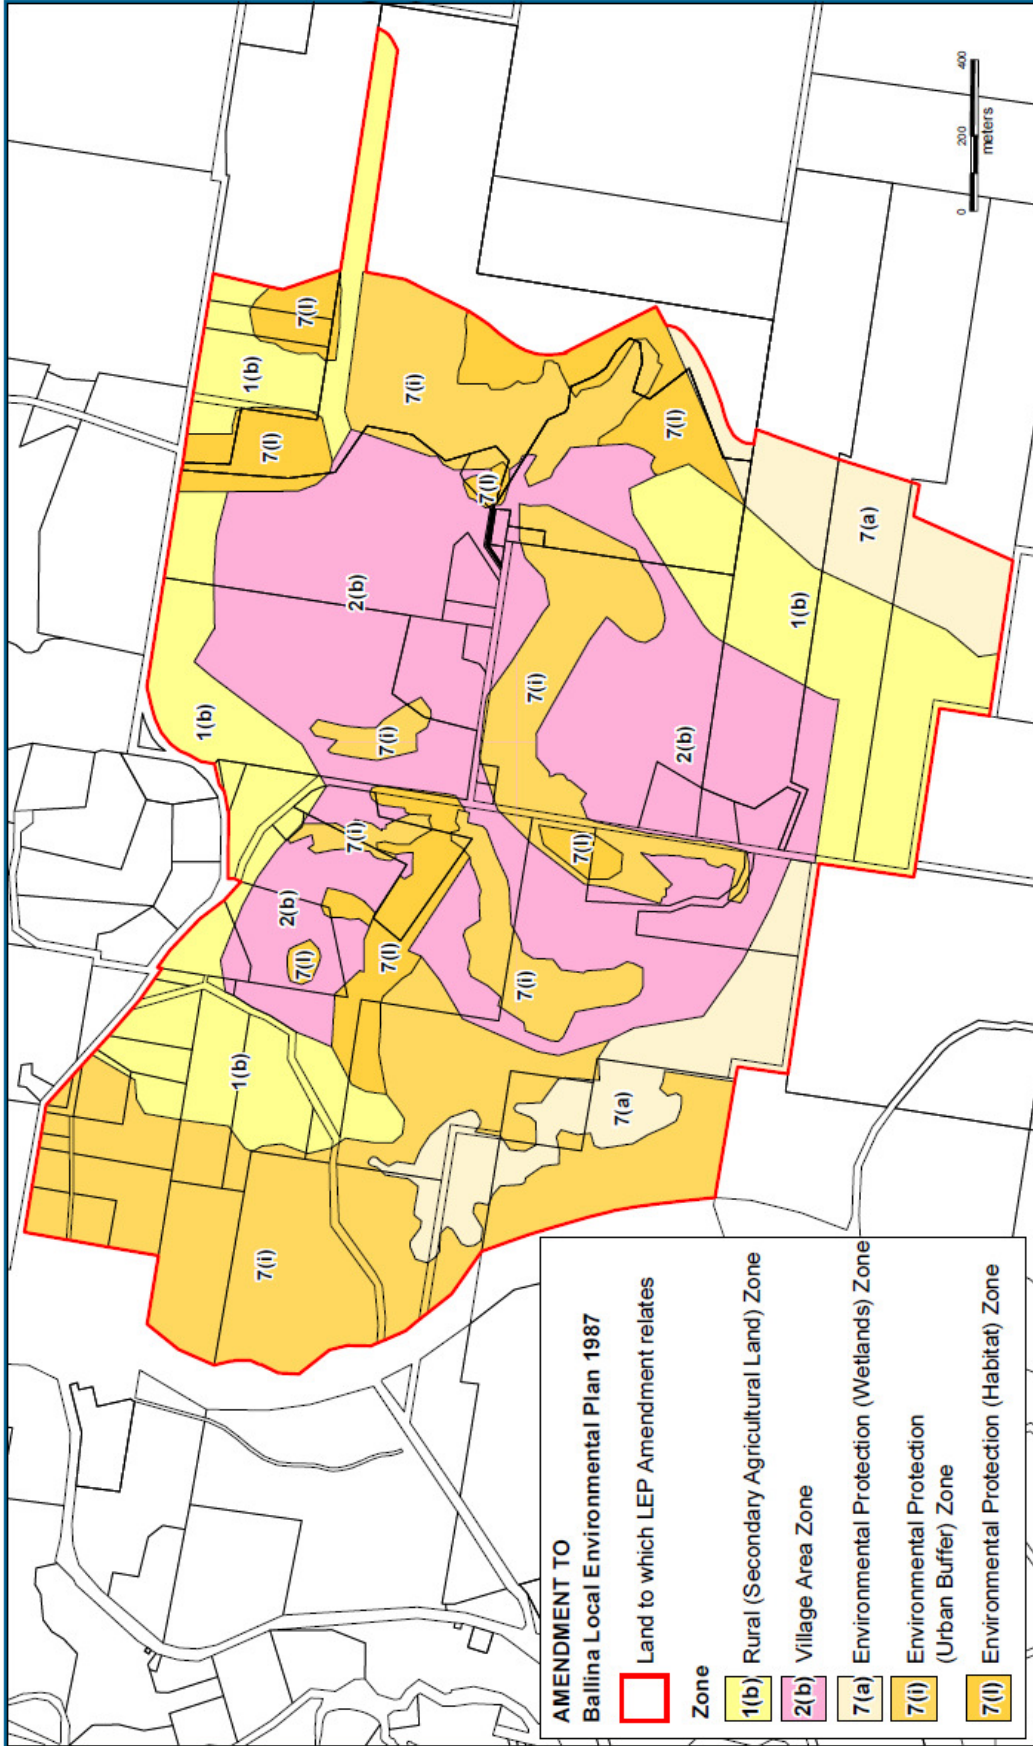 1(b)
1(b)
1(b)
7(i)
7(l)
2(b)
7(l)
7(l)
7(i)
2(b)
7(i)
7(l)
7(i)
7(l)
7(i)
7(i)
7(l)
7(a)
7(l)
2(b)
1(b)
7(a)
AMENDMENT TO
Ballina Local Environmental Plan 1987
Land to which LEP Amendment relates
Zone
1(b) Rural (Secondary Agricultural Land) Zone
2(b) Village Area Zone
7(a) Environmental Protection (Wetlands) Zone
7(i) Environmental Protection
(Urban Buffer) Zone
7(l) Environmental Protection (Habitat) Zone
0 200 400
meters